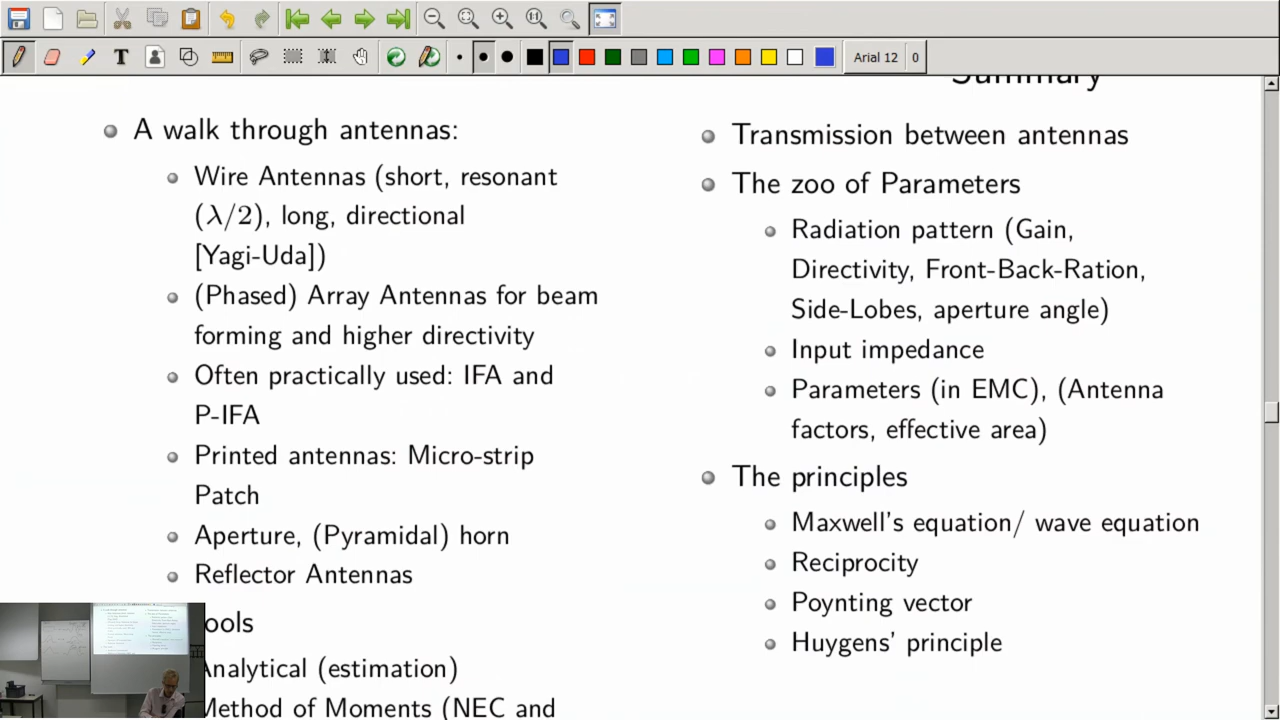 Arial 12
0
Summary
A walk through antennas:
Wire Antennas (short, resonant
(λ/2), long, directional
[Yagi-Uda])
(Phased) Array Antennas for beam
forming and higher directivity
Often practically used: IFA and
P-IFA
Printed antennas: Micro-strip
Patch
Aperture, (Pyramidal) horn
Reflector Antennas
ools
Analytical (estimation)
Method of Moments (NEC and
Transmission between antennas
The zoo of Parameters
Radiation pattern (Gain,
Directivity, Front-Back-Ration,
Side-Lobes, aperture angle)
Input impedance
Parameters (in EMC), (Antenna
factors, effective area)
The principles
Maxwell's equation/ wave equation
Reciprocity
Poynting vector
Huygens' principle